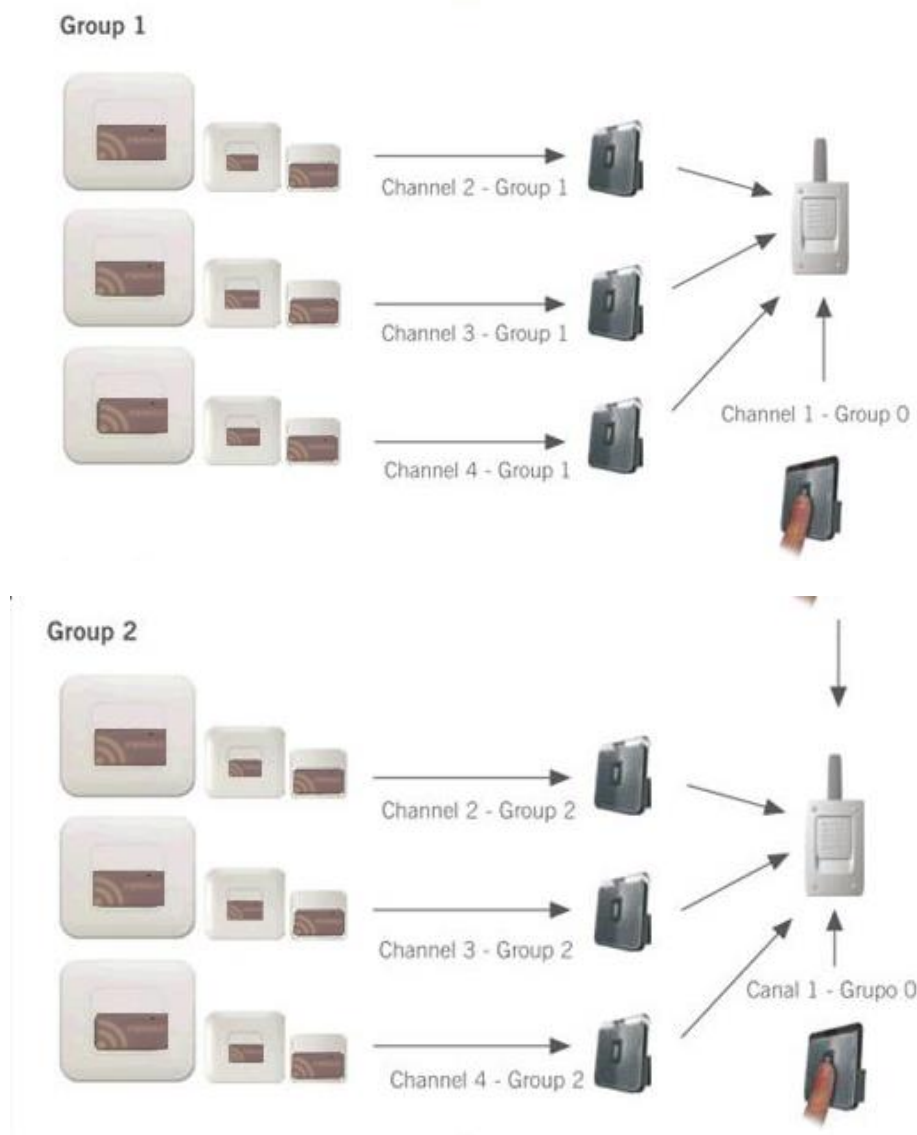 Group 1
Channel 2 - Group 1
Channel 3 - Group 1
Channel 1 - Group 0
Channel 4 - Group 1
Group 2
Channel 2 - Group 2
Channel 3 - Group 2
Canal 1 - Grupo 0
Channel 4 - Group 2